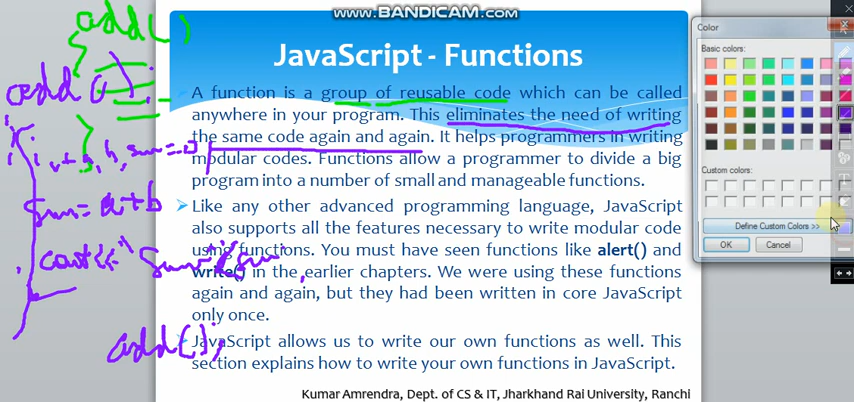 www.BANDICAM.com
add()
JavaScript - Functions
A function is a group of reusable code which can be called
anywhere in your program. This eliminates the need of writing
the same code again and again. It helps programmers in writing
modular codes. Functions allow a programmer to divide a big
program into a number of small and manageable functions.
Like any other advanced programming language, JavaScript
also supports all the features necessary to write modular code
using functions. You must have seen functions like alert() and
write() in the earlier chapters. We were using these functions
again and again, but they had been written in core JavaScript
only once.
JavaScript allows us to write our own functions as well. This
section explains how to write your own functions in JavaScript.
Kumar Amrendra, Dept. of CS & IT, Jharkhand Rai University, Ranchi
add();
sum=a+b
add();
Color
Basic colors:
Custom colors:
Define Custom Colors >>
OK
Cancel